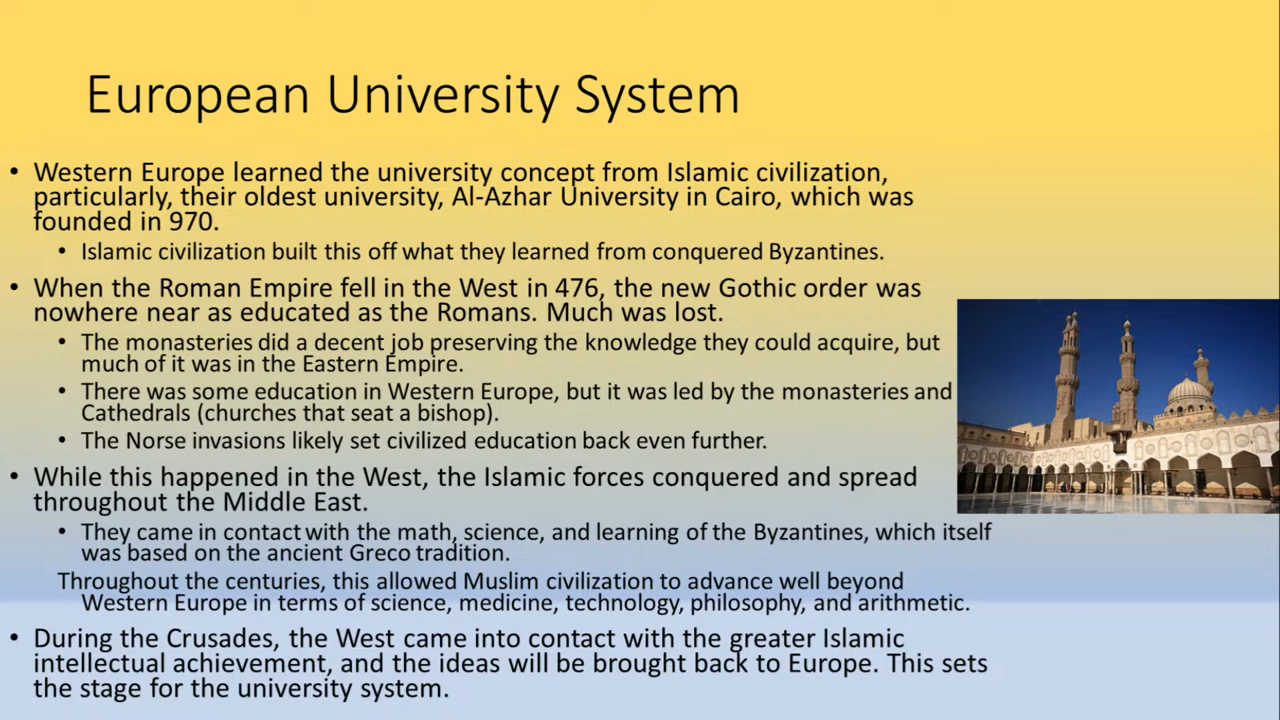 European University System
• Western Europe learned the university concept from Islamic civilization,
particularly, their oldest university, Al-Azhar University in Cairo, which was
founded in 970.
• Islamic civilization built this off what they learned from conquered Byzantines.
• When the Roman Empire fell in the West in 476, the new Gothic order was
nowhere near as educated as the Romans. Much was lost.
• The monasteries did a decent job preserving the knowledge they could acquire, but
much of it was in the Eastern Empire.
• There was some education in Western Europe, but it was led by the monasteries and
Cathedrals (churches that seat a bishop).
• The Norse invasions likely set civilized education back even further.
• While this happened in the West, the Islamic forces conquered and spread
throughout the Middle East.
• They came in contact with the math, science, and learning of the Byzantines, which itself
was based on the ancient Greco tradition.
Throughout the centuries, this allowed Muslim civilization to advance well beyond
Western Europe in terms of science, medicine, technology, philosophy, and arithmetic.
• During the Crusades, the West came into contact with the greater Islamic
intellectual achievement, and the ideas will be brought back to Europe. This sets
the stage for the university system.